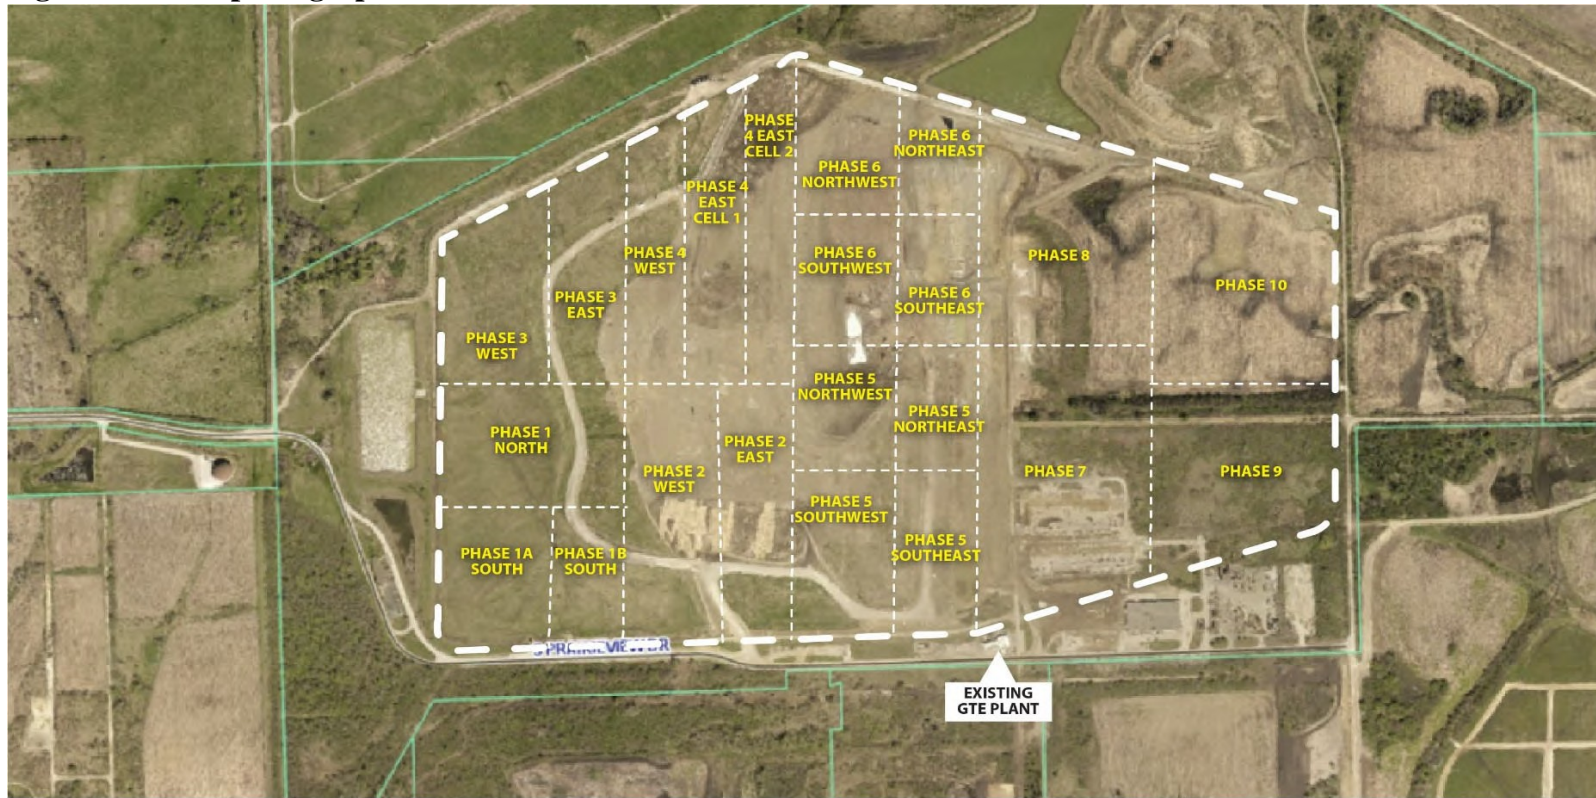 PHASE
4 EAST
CELL 2
PHASE 6
NORTHEAST
PHASE 6
NORTHWEST
PHASE 4
EAST
CELL 1
PHASE 4
WEST
PHASE 6
SOUTHWEST
PHASE 8
PHASE 10
PHASE 3
EAST
PHASE 6
SOUTHEAST
PHASE 3
WEST
PHASE 5
NORTHWEST
PHASE 5
NORTHEAST
PHASE 1
NORTH
PHASE 2
EAST
PHASE 2
WEST
PHASE 7
PHASE 9
PHASE 5
SOUTHWEST
PHASE 5
SOUTHEAST
PHASE 1A
SOUTH
PHASE 1B
SOUTH
S PRAIRIEVIEW DR
EXISTING
GTE PLANT